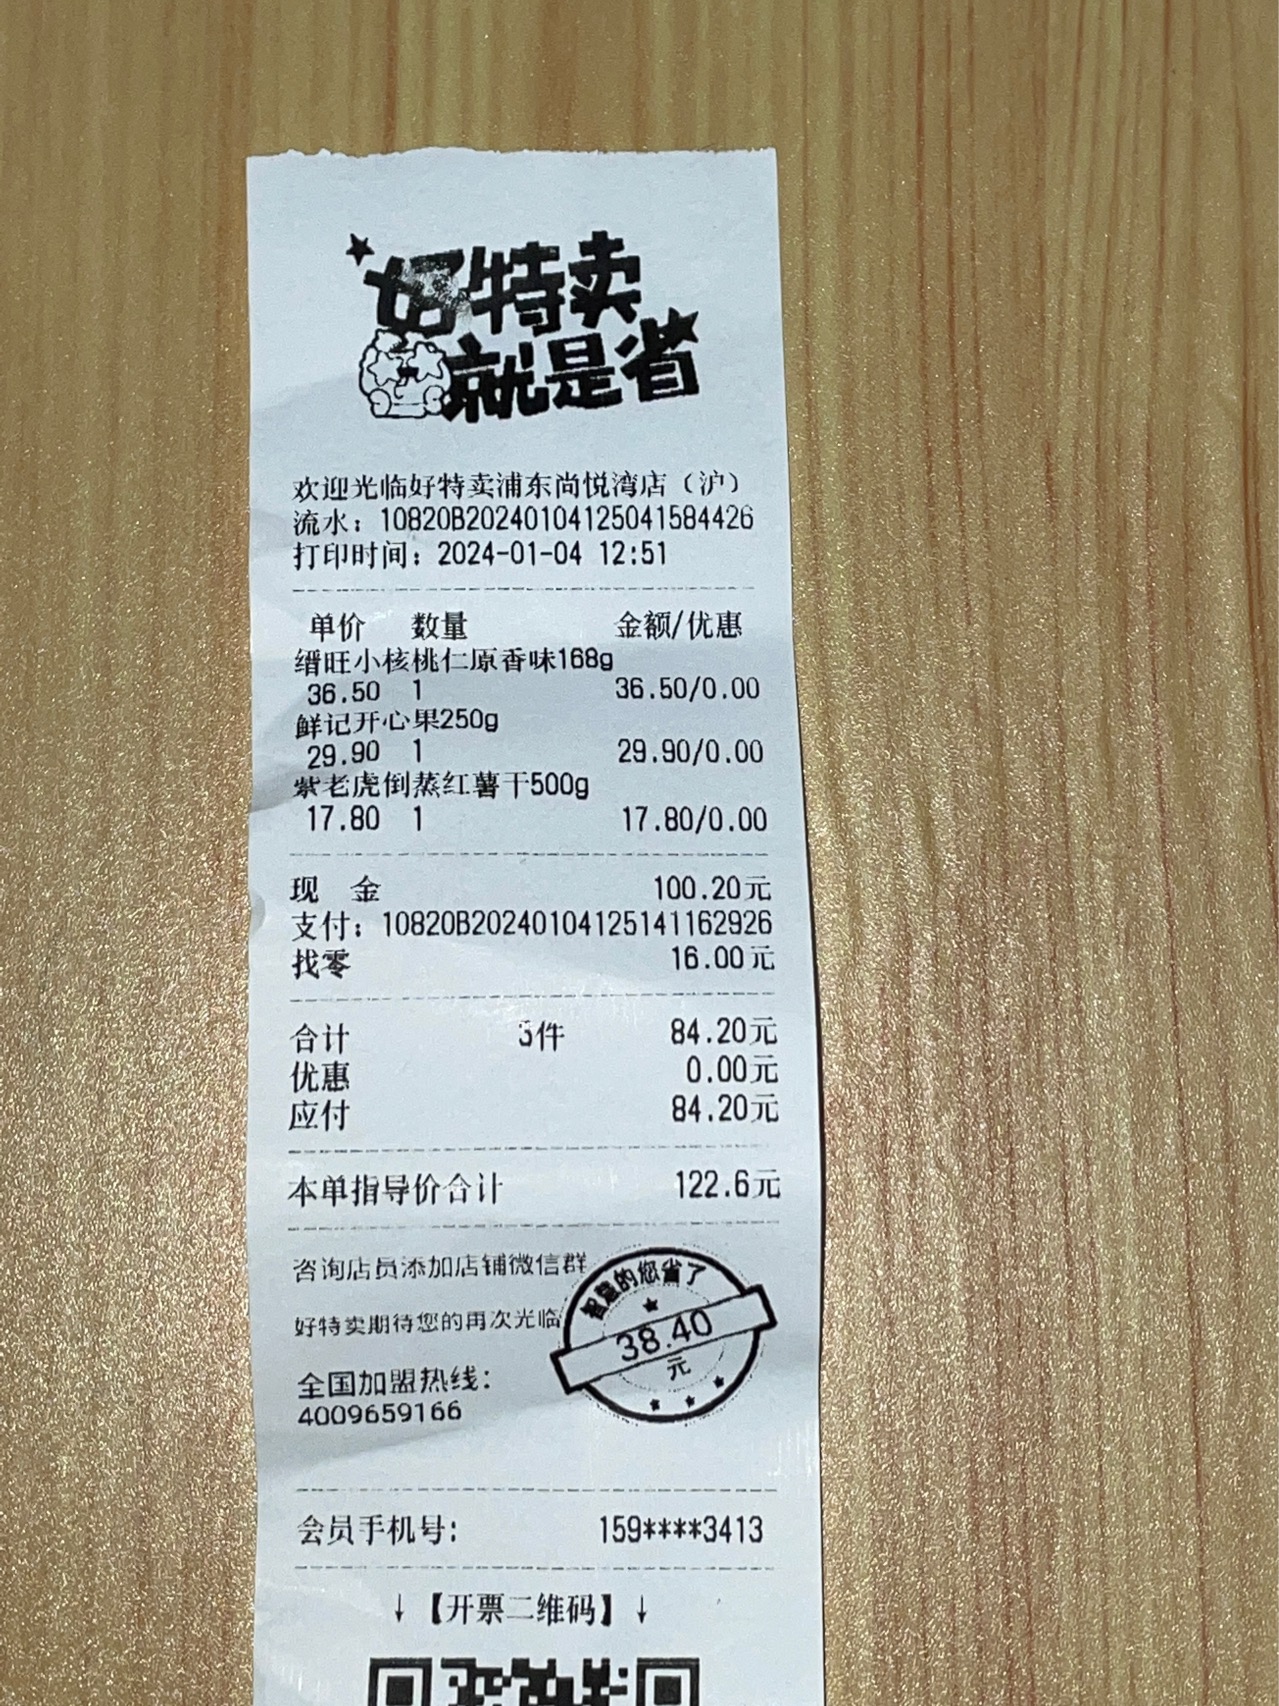 好特卖
就是省
欢迎光临好特卖浦东尚悦湾店（沪）
流水：10820B20240104125041584426
打印时间：2024-01-04 12:51
单价 数量 金额/优惠
缙旺小核桃仁原香味168g
36.50 1 36.50/0.00
鲜记开心果250g
29.90 1 29.90/0.00
紫老虎倒蒸红薯干500g
17.80 1 17.80/0.00
现 金 100.20元
支付：10820B20240104125141162926
找零 16.00元
合计 3件 84.20元
优惠 0.00元
应付 84.20元
本单指导价合计 122.6元
咨询店员添加店铺微信群
好特卖期待您的再次光临
智慧的您省了
38.40
元
全国加盟热线：
4009659166
会员手机号： 159****3413
↓【开票二维码】↓